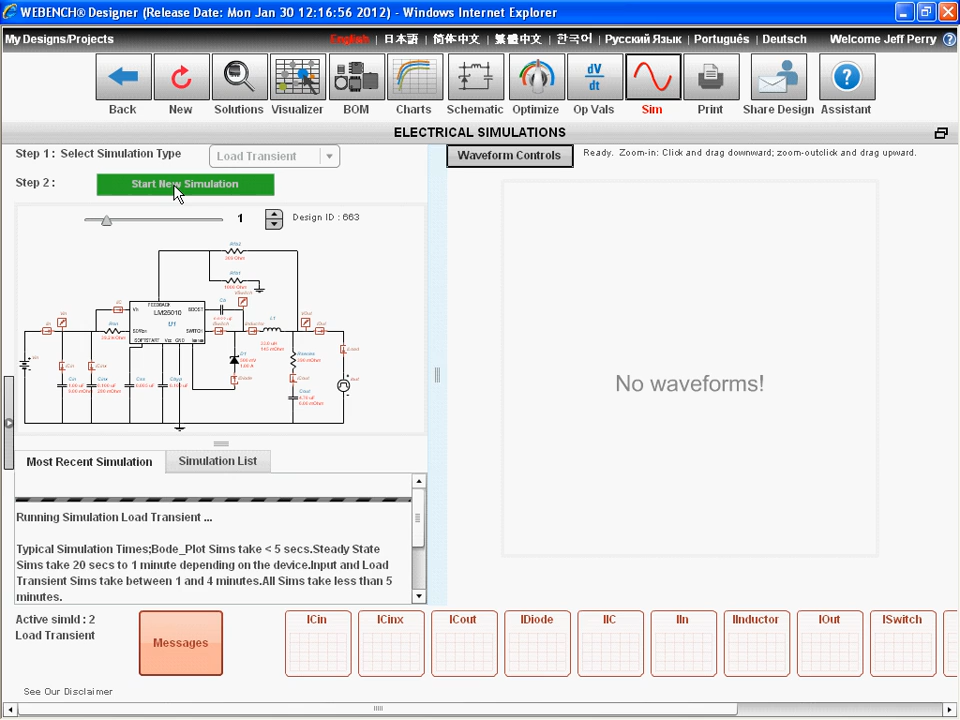 WEBENCH® Designer (Release Date: Mon Jan 30 12:16:56 2012) - Windows Internet Explorer
My Designs/Projects
English | 日本語 | 简体中文 | 繁體中文 | 한국어 | Русский Язык | Português | Deutsch
Welcome Jeff Perry
Back
New
Solutions
Visualizer
BOM
Charts
Schematic
Optimize
dV
dt
Op Vals
Sim
Print
Share Design
Assistant
ELECTRICAL SIMULATIONS
Step 1: Select Simulation Type
Load Transient
Waveform Controls
Ready. Zoom-in: Click and drag downward; zoom-outclick and drag upward.
Step 2:
Start New Simulation
1
Design ID : 663
FEEDBACK
BOOST
LM25010
U1
SOFTSTART
Vcc
GND
L1
D1
No waveforms!
Most Recent Simulation
Simulation List
Running Simulation Load Transient ...
Typical Simulation Times;Bode_Plot Sims take < 5 secs.Steady State
Sims take 20 secs to 1 minute depending on the device.Input and Load
Transient Sims take between 1 and 4 minutes.All Sims take less than 5
minutes.
Active simId : 2
Load Transient
Messages
ICin
ICinx
ICout
IDiode
IIC
IIn
IInductor
IOut
ISwitch
See Our Disclaimer